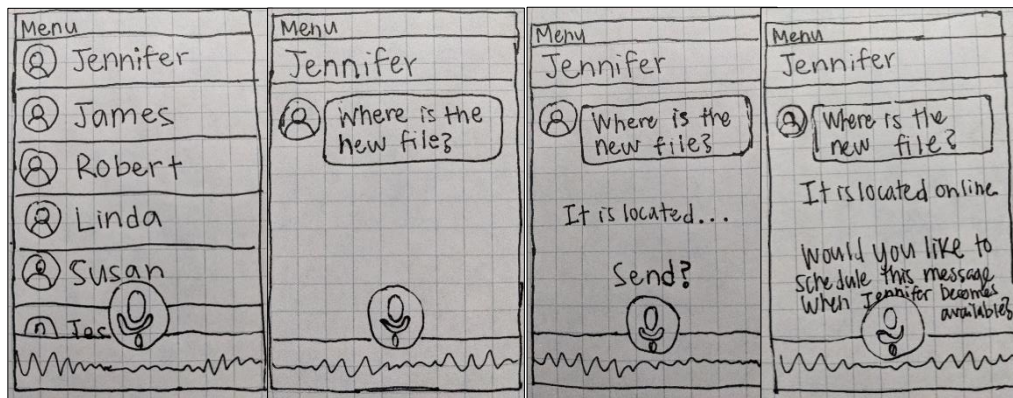 Menu
Jennifer
James
Robert
Linda
Susan
Jes
Menu
Jennifer
Where is the
new file?
Menu
Jennifer
Where is the
new file?
It is located...
Send?
Menu
Jennifer
Where is the
new file?
It is located online
Would you like to
schedule this message
when Jennifer becomes
available?